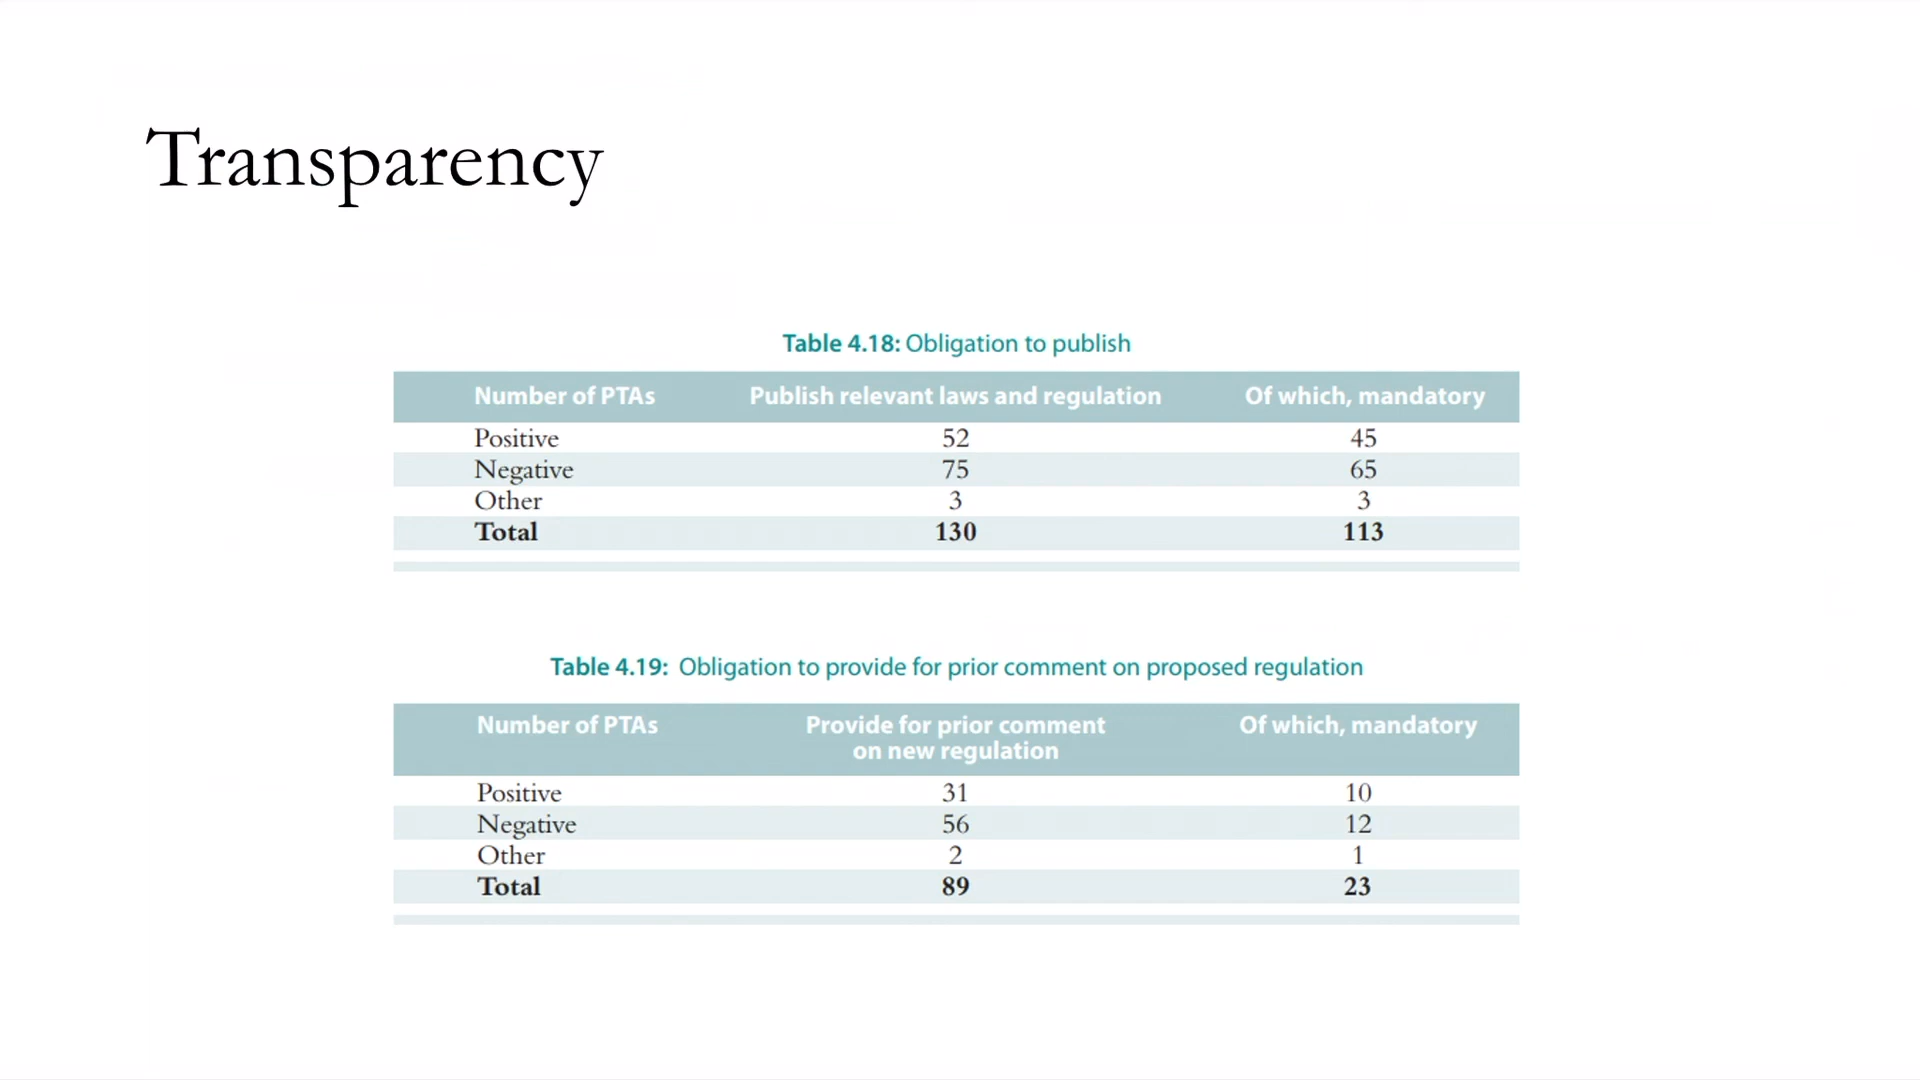 Transparency
Table 4.18: Obligation to publish
Number of PTAs Publish relevant laws and regulation Of which, mandatory
Positive 52 45
Negative 75 65
Other 3 3
Total 130 113
Table 4.19: Obligation to provide for prior comment on proposed regulation
Number of PTAs Provide for prior comment Of which, mandatory
on new regulation
Positive 31 10
Negative 56 12
Other 2 1
Total 89 23